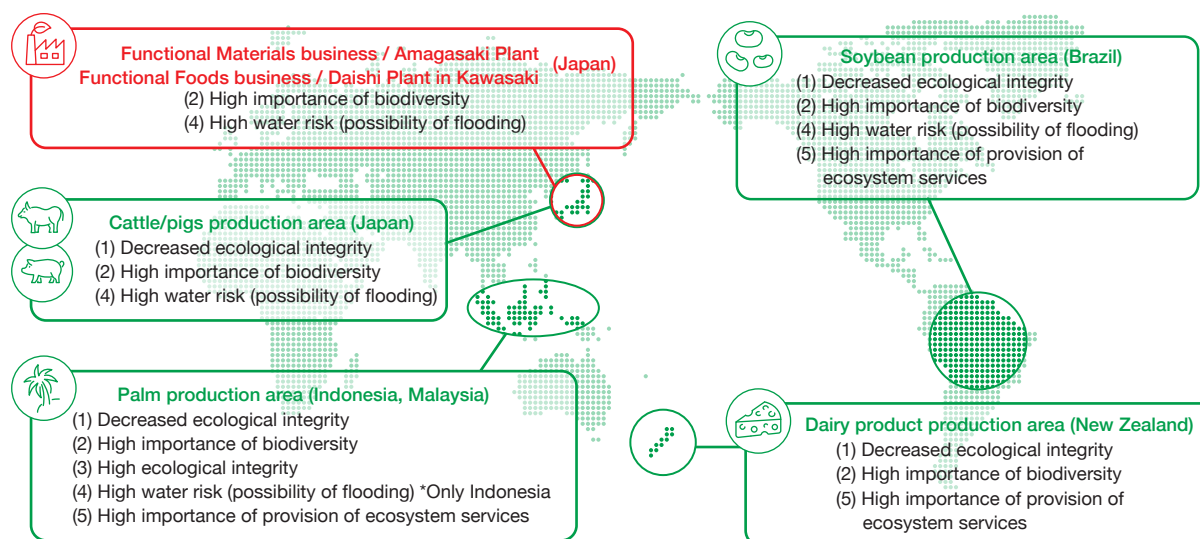 Functional Materials business / Amagasaki Plant
Functional Foods business / Daishi Plant in Kawasaki
(Japan)
(2) High importance of biodiversity
(4) High water risk (possibility of flooding)
Soybean production area (Brazil)
(1) Decreased ecological integrity
(2) High importance of biodiversity
(4) High water risk (possibility of flooding)
(5) High importance of provision of
ecosystem services
Cattle/pigs production area (Japan)
(1) Decreased ecological integrity
(2) High importance of biodiversity
(4) High water risk (possibility of flooding)
Palm production area (Indonesia, Malaysia)
(1) Decreased ecological integrity
(2) High importance of biodiversity
(3) High ecological integrity
(4) High water risk (possibility of flooding) *Only Indonesia
(5) High importance of provision of ecosystem services
Dairy product production area (New Zealand)
(1) Decreased ecological integrity
(2) High importance of biodiversity
(5) High importance of provision of
ecosystem services